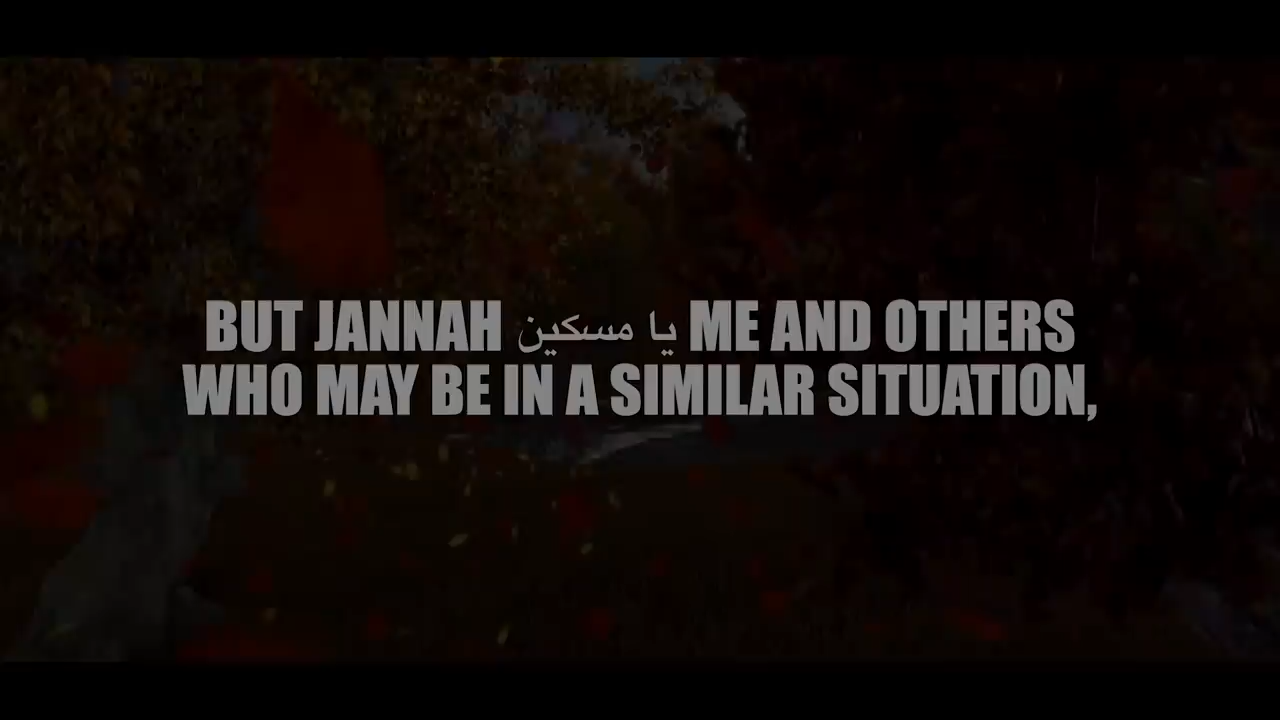 BUT JANNAH يا مسكين ME AND OTHERS
WHO MAY BE IN A SIMILAR SITUATION,